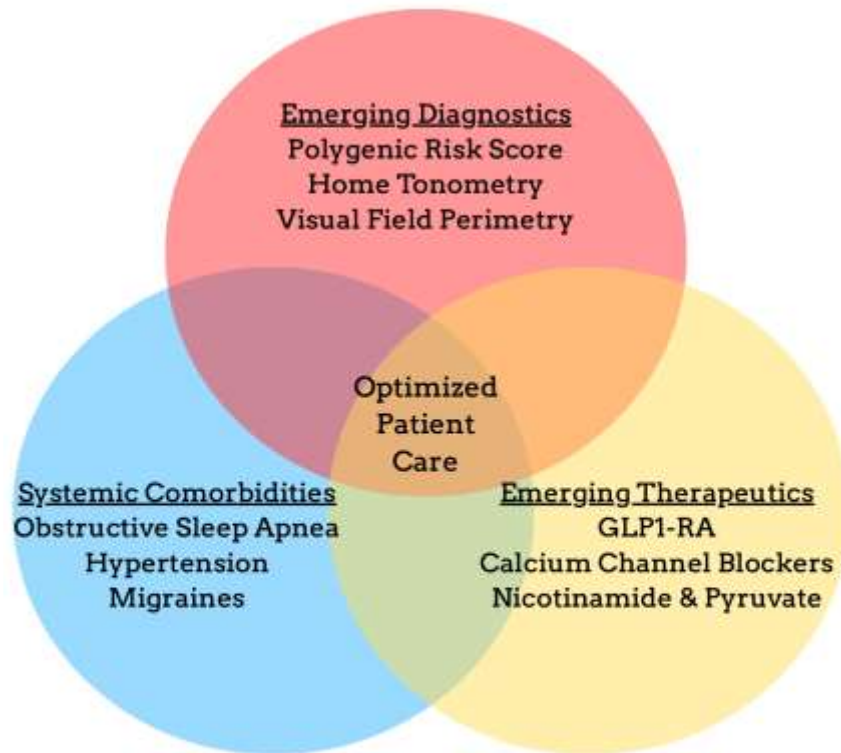 Emerging Diagnostics
Polygenic Risk Score
Home Tonometry
Visual Field Perimetry
Optimized
Patient
Care
Systemic Comorbidities
Obstructive Sleep Apnea
Hypertension
Migraines
Emerging Therapeutics
GLP1-RA
Calcium Channel Blockers
Nicotinamide & Pyruvate